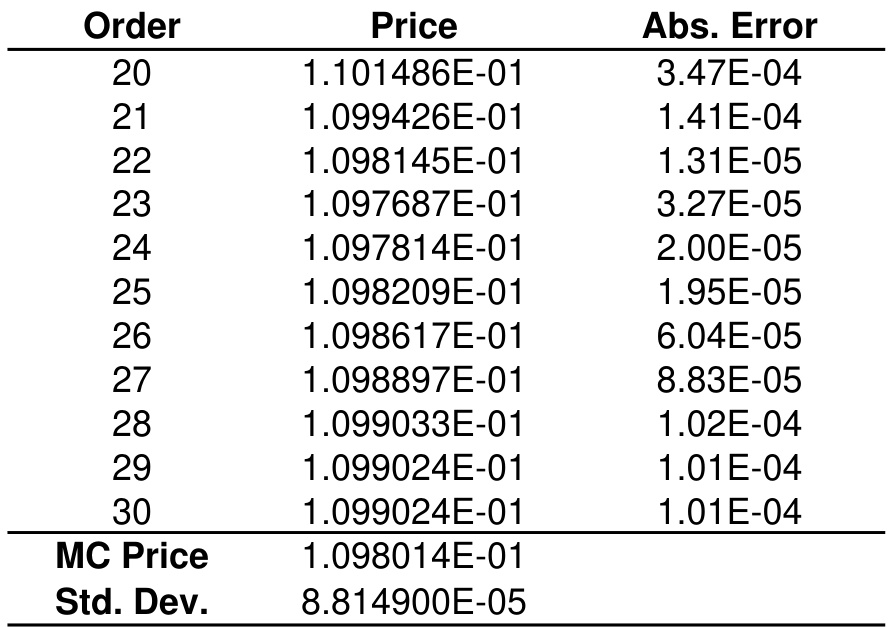 Order Price Abs. Error
20 1.101486E-01 3.47E-04
21 1.099426E-01 1.41E-04
22 1.098145E-01 1.31E-05
23 1.097687E-01 3.27E-05
24 1.097814E-01 2.00E-05
25 1.098209E-01 1.95E-05
26 1.098617E-01 6.04E-05
27 1.098897E-01 8.83E-05
28 1.099033E-01 1.02E-04
29 1.099024E-01 1.01E-04
30 1.099024E-01 1.01E-04
MC Price 1.098014E-01
Std. Dev. 8.814900E-05